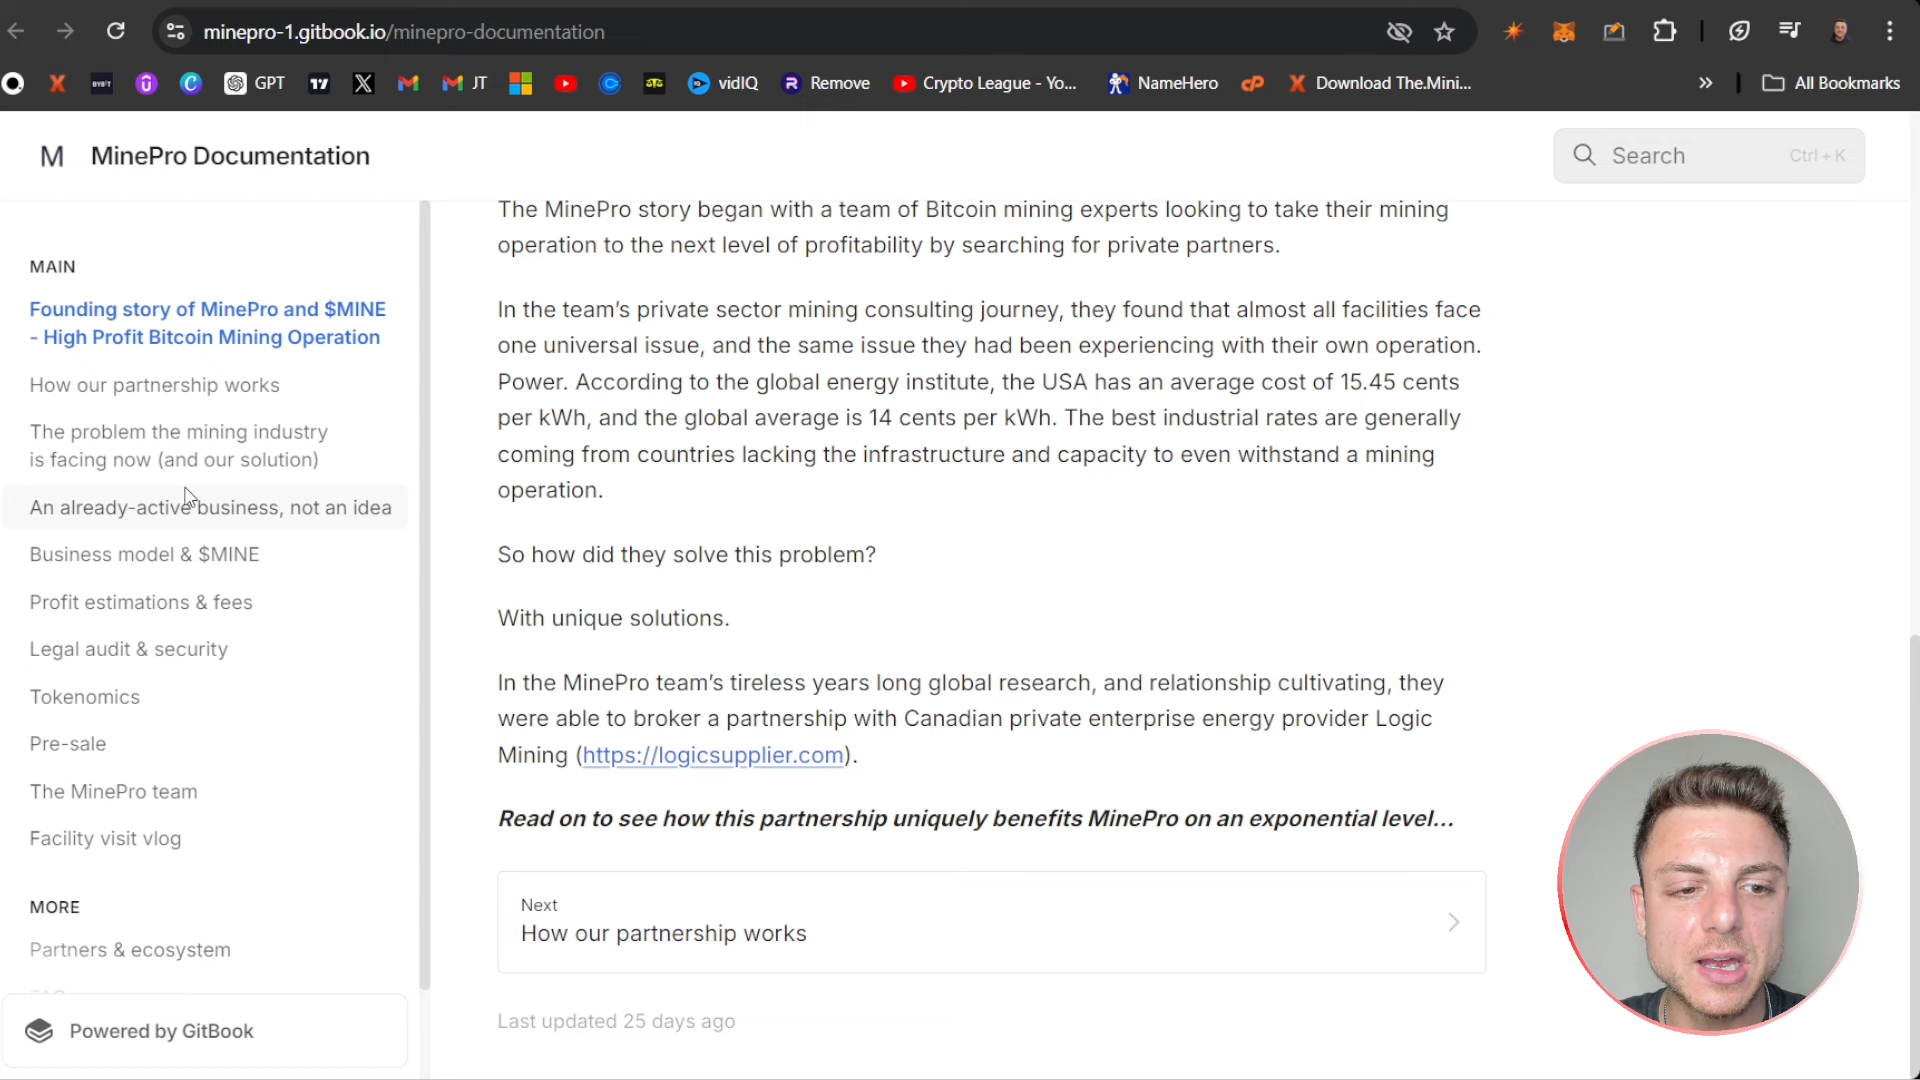 minepro-1.gitbook.io/minepro-documentation
BYBIT
GPT
JT
vidIQ
Remove
Crypto League - Yo...
NameHero
Download The.Mini...
All Bookmarks
M MinePro Documentation
Search
Ctrl + K
MAIN
Founding story of MinePro and $MINE
- High Profit Bitcoin Mining Operation
How our partnership works
The problem the mining industry
is facing now (and our solution)
An already-active business, not an idea
Business model & $MINE
Profit estimations & fees
Legal audit & security
Tokenomics
Pre-sale
The MinePro team
Facility visit vlog
MORE
Partners & ecosystem
FAQ
Powered by GitBook
The MinePro story began with a team of Bitcoin mining experts looking to take their mining
operation to the next level of profitability by searching for private partners.
In the team's private sector mining consulting journey, they found that almost all facilities face
one universal issue, and the same issue they had been experiencing with their own operation.
Power. According to the global energy institute, the USA has an average cost of 15.45 cents
per kWh, and the global average is 14 cents per kWh. The best industrial rates are generally
coming from countries lacking the infrastructure and capacity to even withstand a mining
operation.
So how did they solve this problem?
With unique solutions.
In the MinePro team's tireless years long global research, and relationship cultivating, they
were able to broker a partnership with Canadian private enterprise energy provider Logic
Mining (https://logicsupplier.com).
Read on to see how this partnership uniquely benefits MinePro on an exponential level...
Next
How our partnership works
Last updated 25 days ago